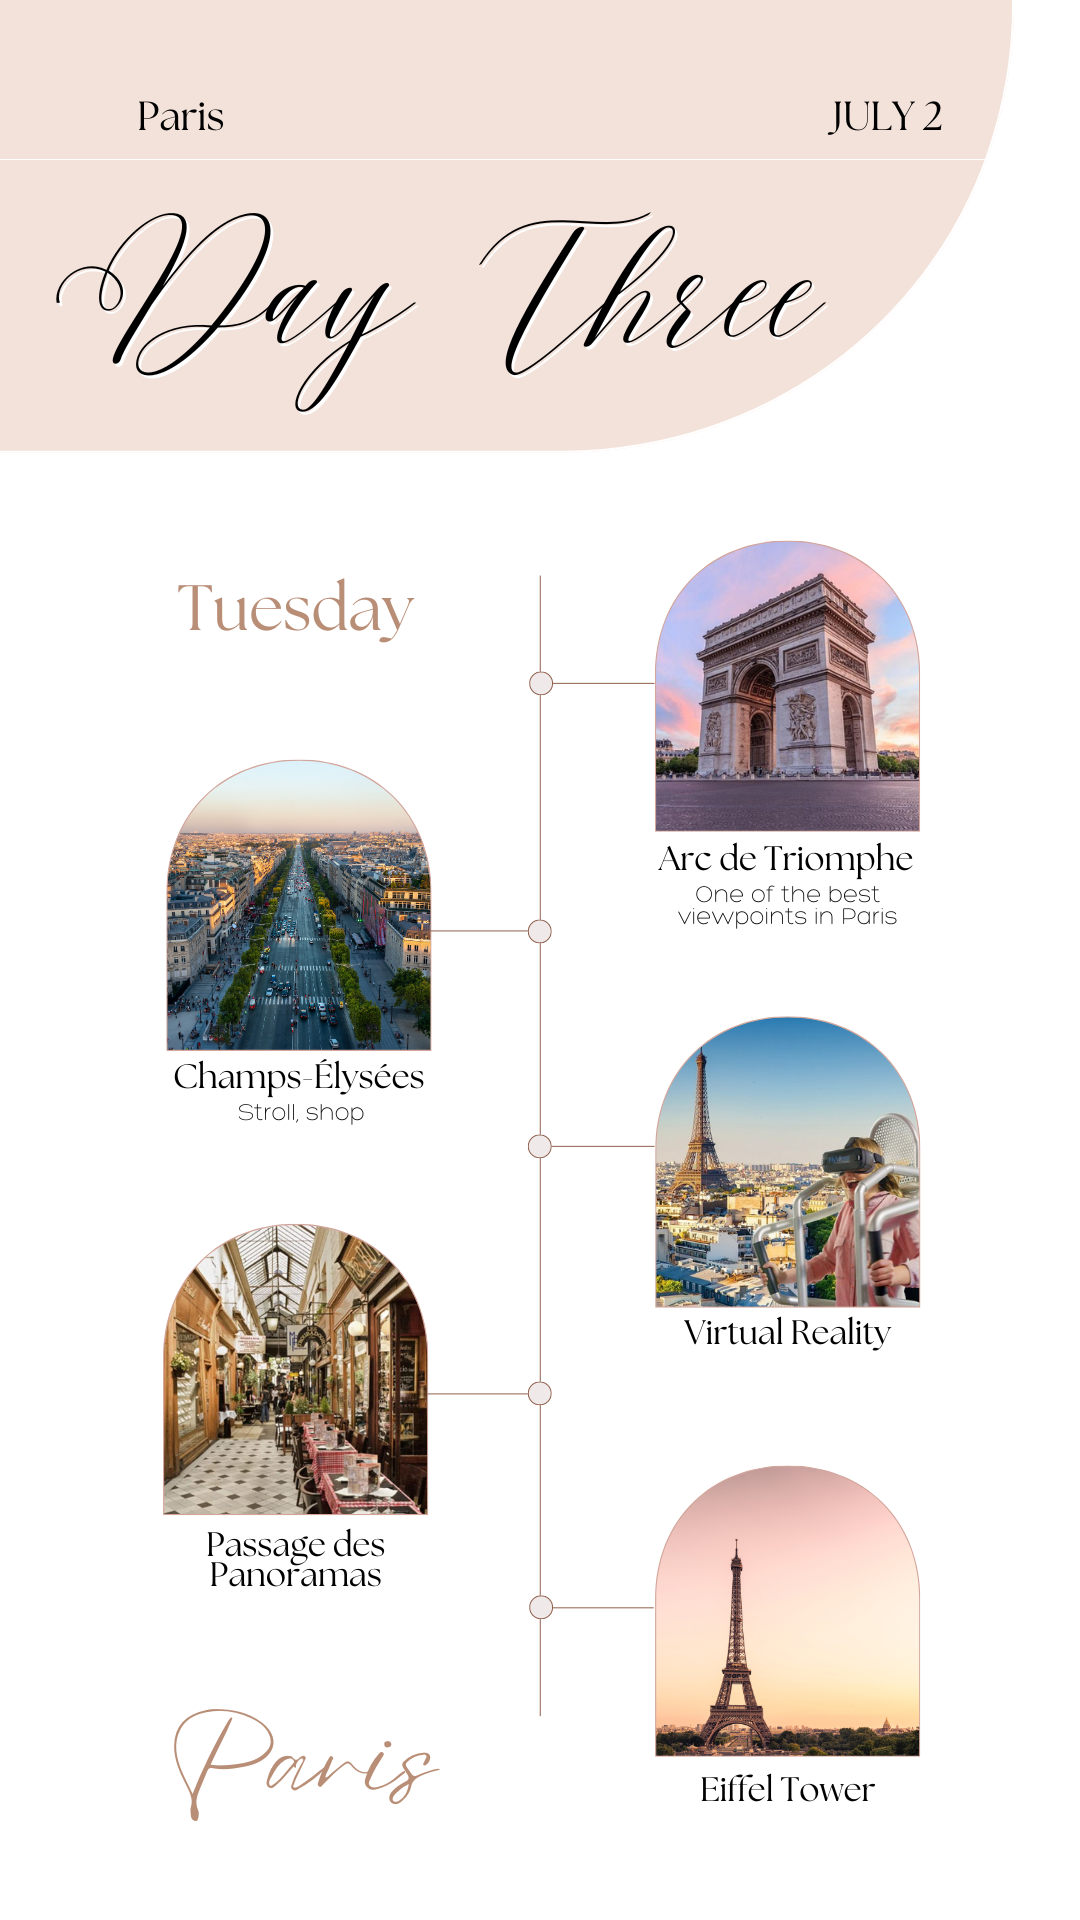 Paris
JULY 2
Day Three
Tuesday
Arc de Triomphe
One of the best
viewpoints in Paris
Champs-Élysées
Stroll, shop
Virtual Reality
Passage des
Panoramas
Eiffel Tower
Paris